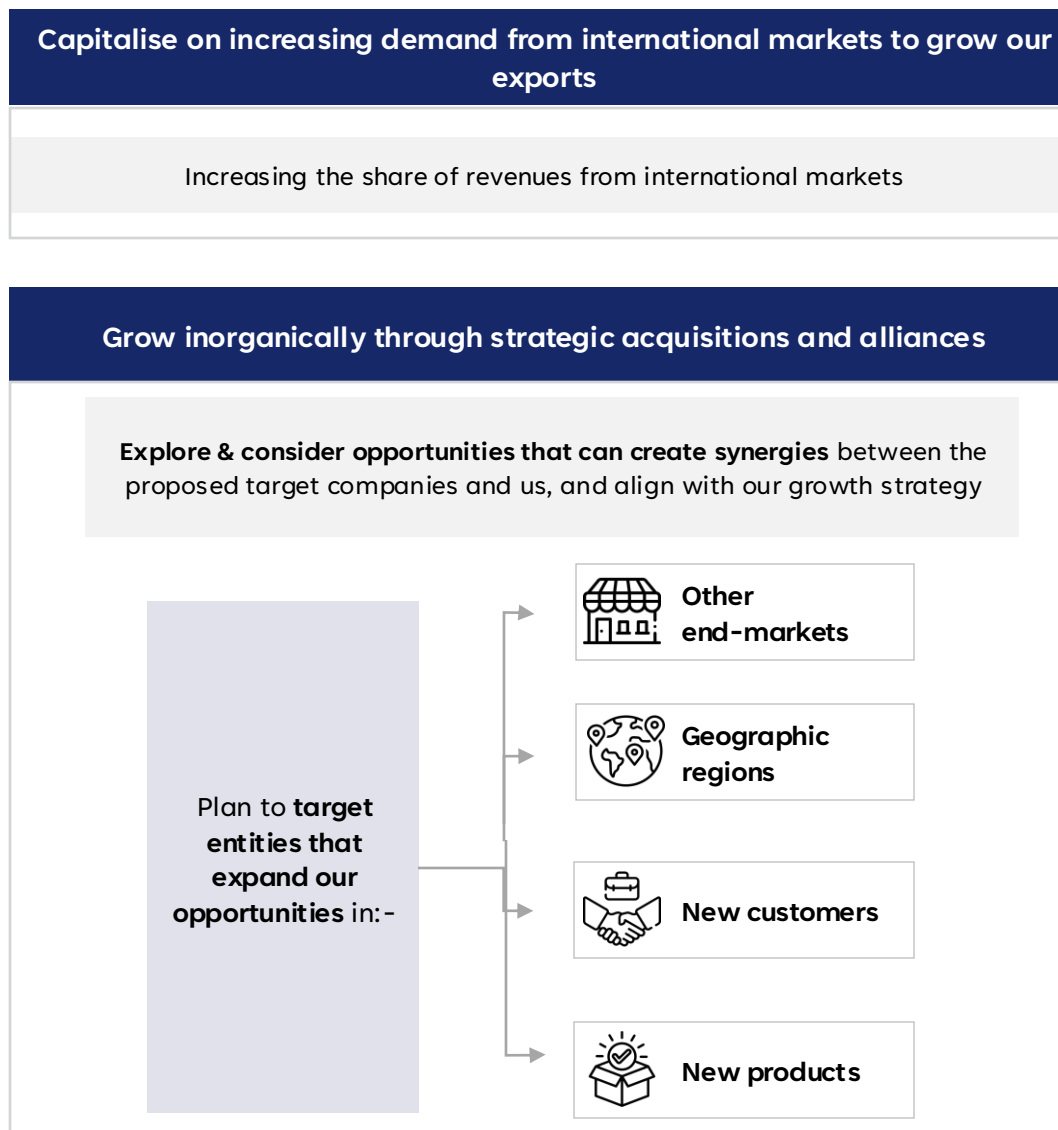 Capitalise on increasing demand from international markets to grow our
exports
Increasing the share of revenues from international markets
Grow inorganically through strategic acquisitions and alliances
Explore & consider opportunities that can create synergies between the
proposed target companies and us, and align with our growth strategy
Plan to target
entities that
expand our
opportunities in:-
Other
end-markets
Geographic
regions
New customers
New products